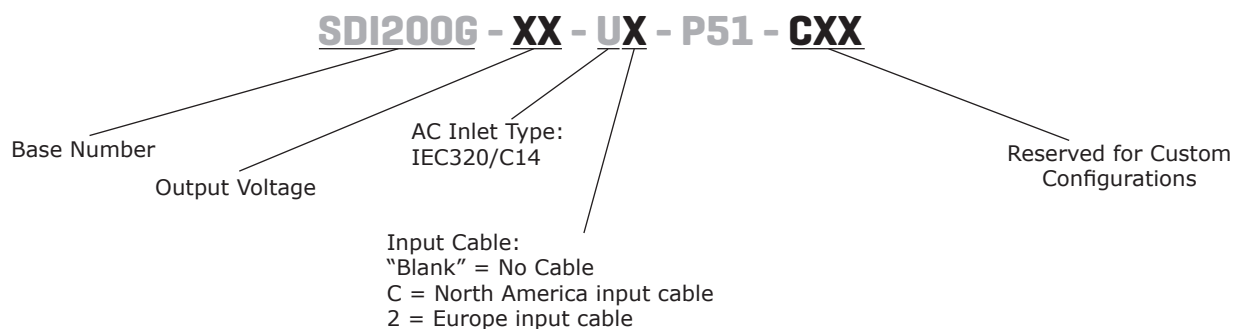 SDI200G - XX - UX - P51 - CXX
Base Number
Output Voltage
AC Inlet Type:
IEC320/C14
Input Cable:
“Blank” = No Cable
C = North America input cable
2 = Europe input cable
Reserved for Custom
Configurations